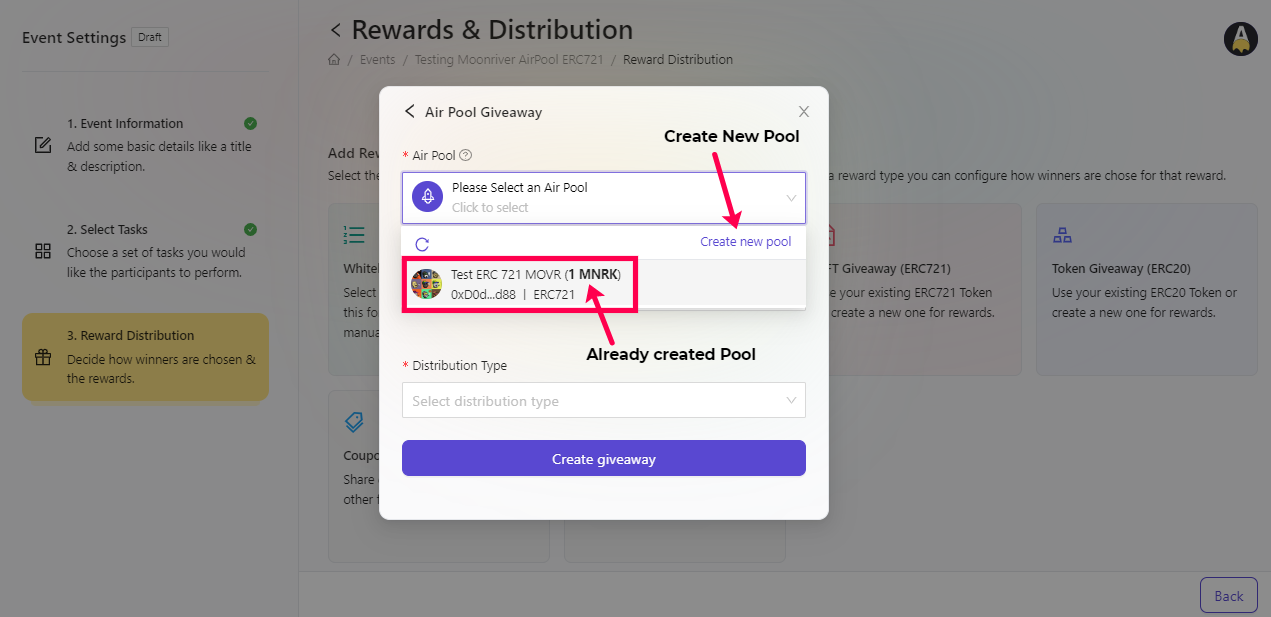 Event Settings Draft
1. Event Information
Add some basic details like a title
& description.
2. Select Tasks
Choose a set of tasks you would
like the participants to perform.
3. Reward Distribution
Decide how winners are chosen &
the rewards.
Rewards & Distribution
/ Events / Testing Moonriver AirPool ERC721 / Reward Distribution
Add Rew
Select the
a reward type you can configure how winners are chose for that reward.
Whitel
Select
this for
manua
FT Giveaway (ERC721)
e your existing ERC721 Token
create a new one for rewards.
Token Giveaway (ERC20)
Use your existing ERC20 Token or
create a new one for rewards.
Coupo
Share
other t
Air Pool Giveaway
Create New Pool
* Air Pool
Please Select an Air Pool
Click to select
Create new pool
Test ERC 721 MOVR (1 MNRK)
0xD0d...d88 | ERC721
Already created Pool
* Distribution Type
Select distribution type
Create giveaway
Back